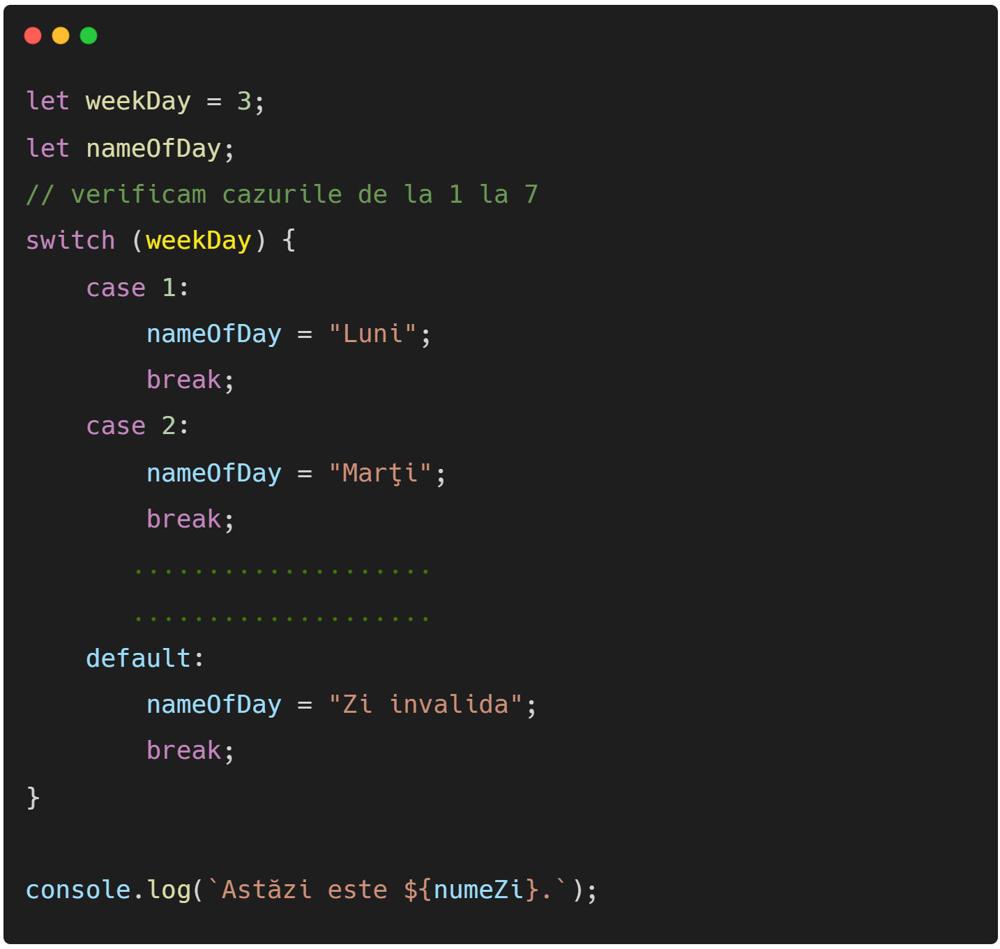 let weekDay = 3;
let nameOfDay;
// verificam cazurile de la 1 la 7
switch (weekDay) {
    case 1:
        nameOfDay = "Luni";
        break;
    case 2:
        nameOfDay = "Marţi";
        break;
       ....................
       ....................
    default:
        nameOfDay = "Zi invalida";
        break;
}
console.log(`Astăzi este ${numeZi}.`);